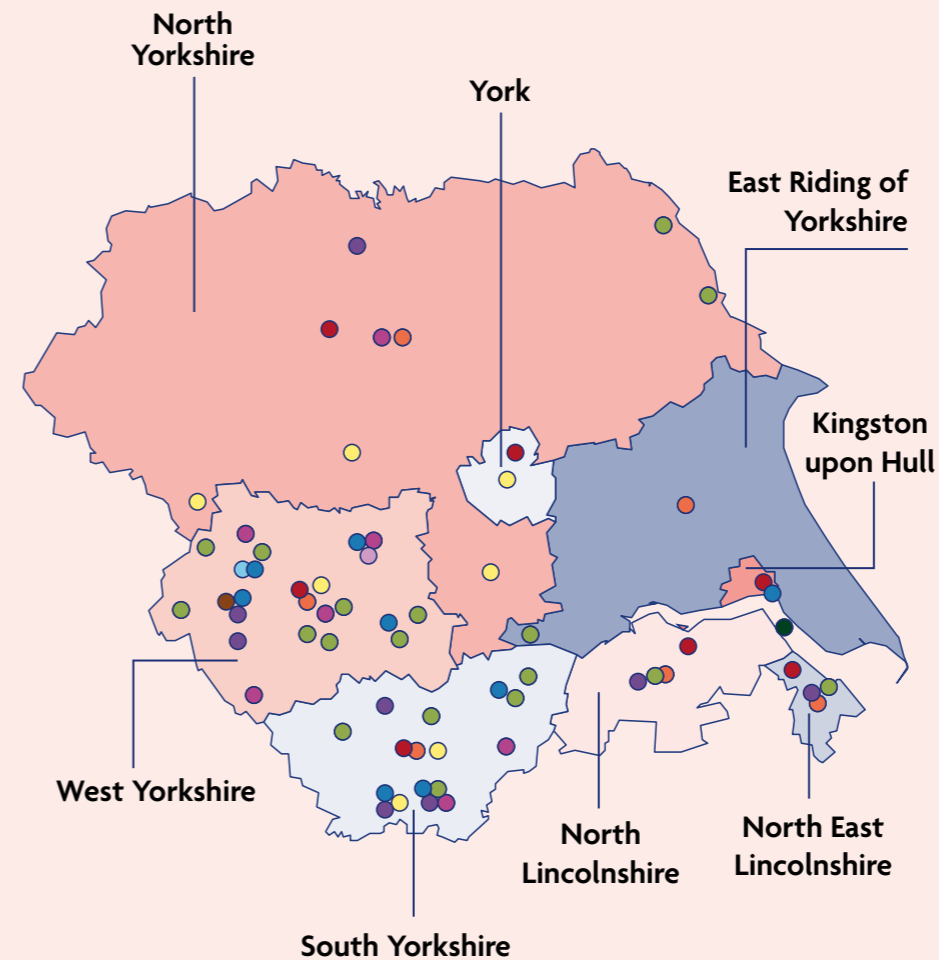 North
Yorkshire
York
East Riding of
Yorkshire
Kingston
upon Hull
West Yorkshire
North
Lincolnshire
North East
Lincolnshire
South Yorkshire